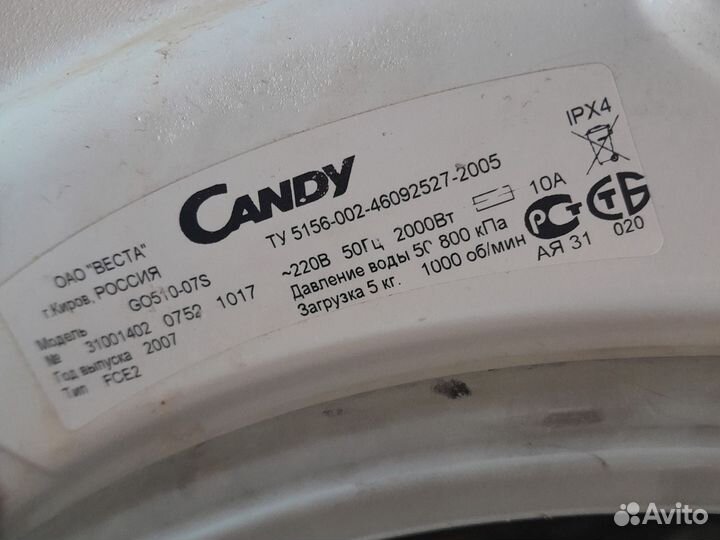 CANDY
ТУ 5156-002-46092527-2005
ОАО "ВЕСТА"
г.Киров, РОССИЯ
Модель GO510-07S
№ 31001402 0752 1017
Год выпуска 2007
Тип FCE2
~220В 50Гц 2000Вт 10А
Давление воды 800 кПа
Загрузка 5 кг. 1000 об/мин
IPX4
РСТ
АЯ 31
СТБ
020
Avito